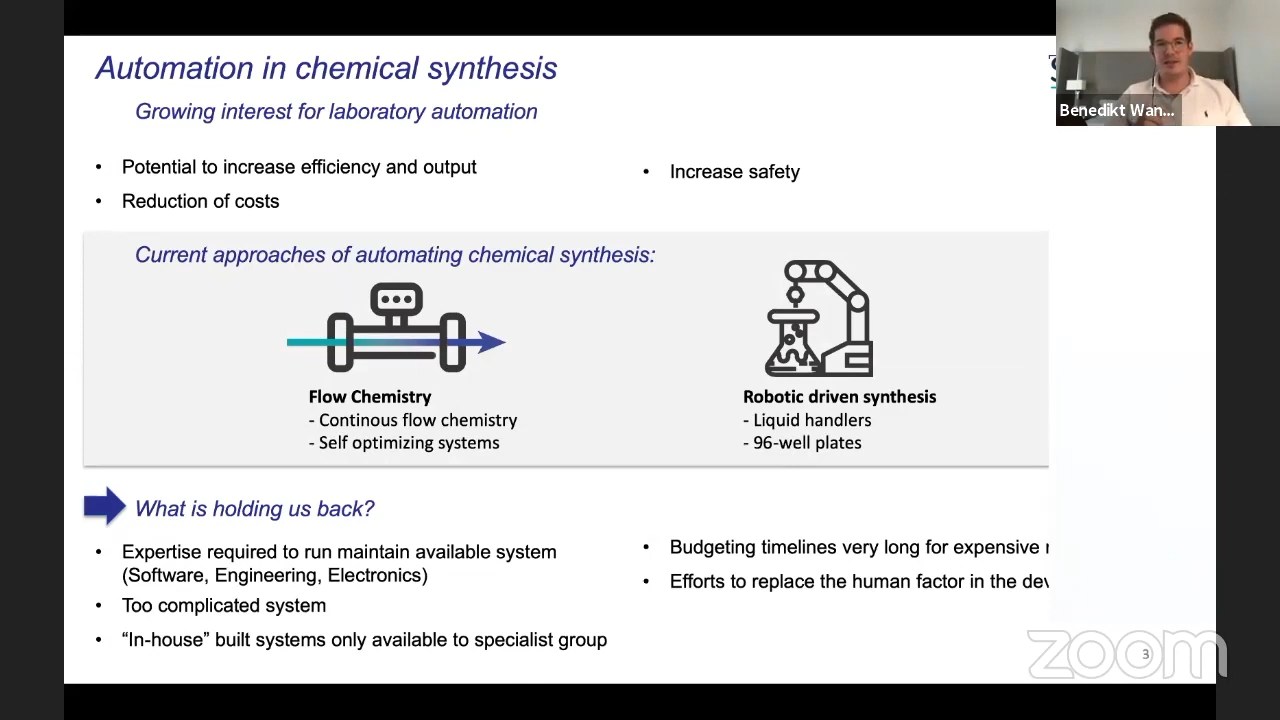 Automation in chemical synthesis
Growing interest for laboratory automation
• Potential to increase efficiency and output
• Reduction of costs
• Increase safety
Current approaches of automating chemical synthesis:
Flow Chemistry
- Continous flow chemistry
- Self optimizing systems
Robotic driven synthesis
- Liquid handlers
- 96-well plates
What is holding us back?
• Expertise required to run maintain available system
(Software, Engineering, Electronics)
• Too complicated system
• “In-house” built systems only available to specialist group
• Budgeting timelines very long for expensive
• Efforts to replace the human factor in the
Benedikt Wan...
zoom
3